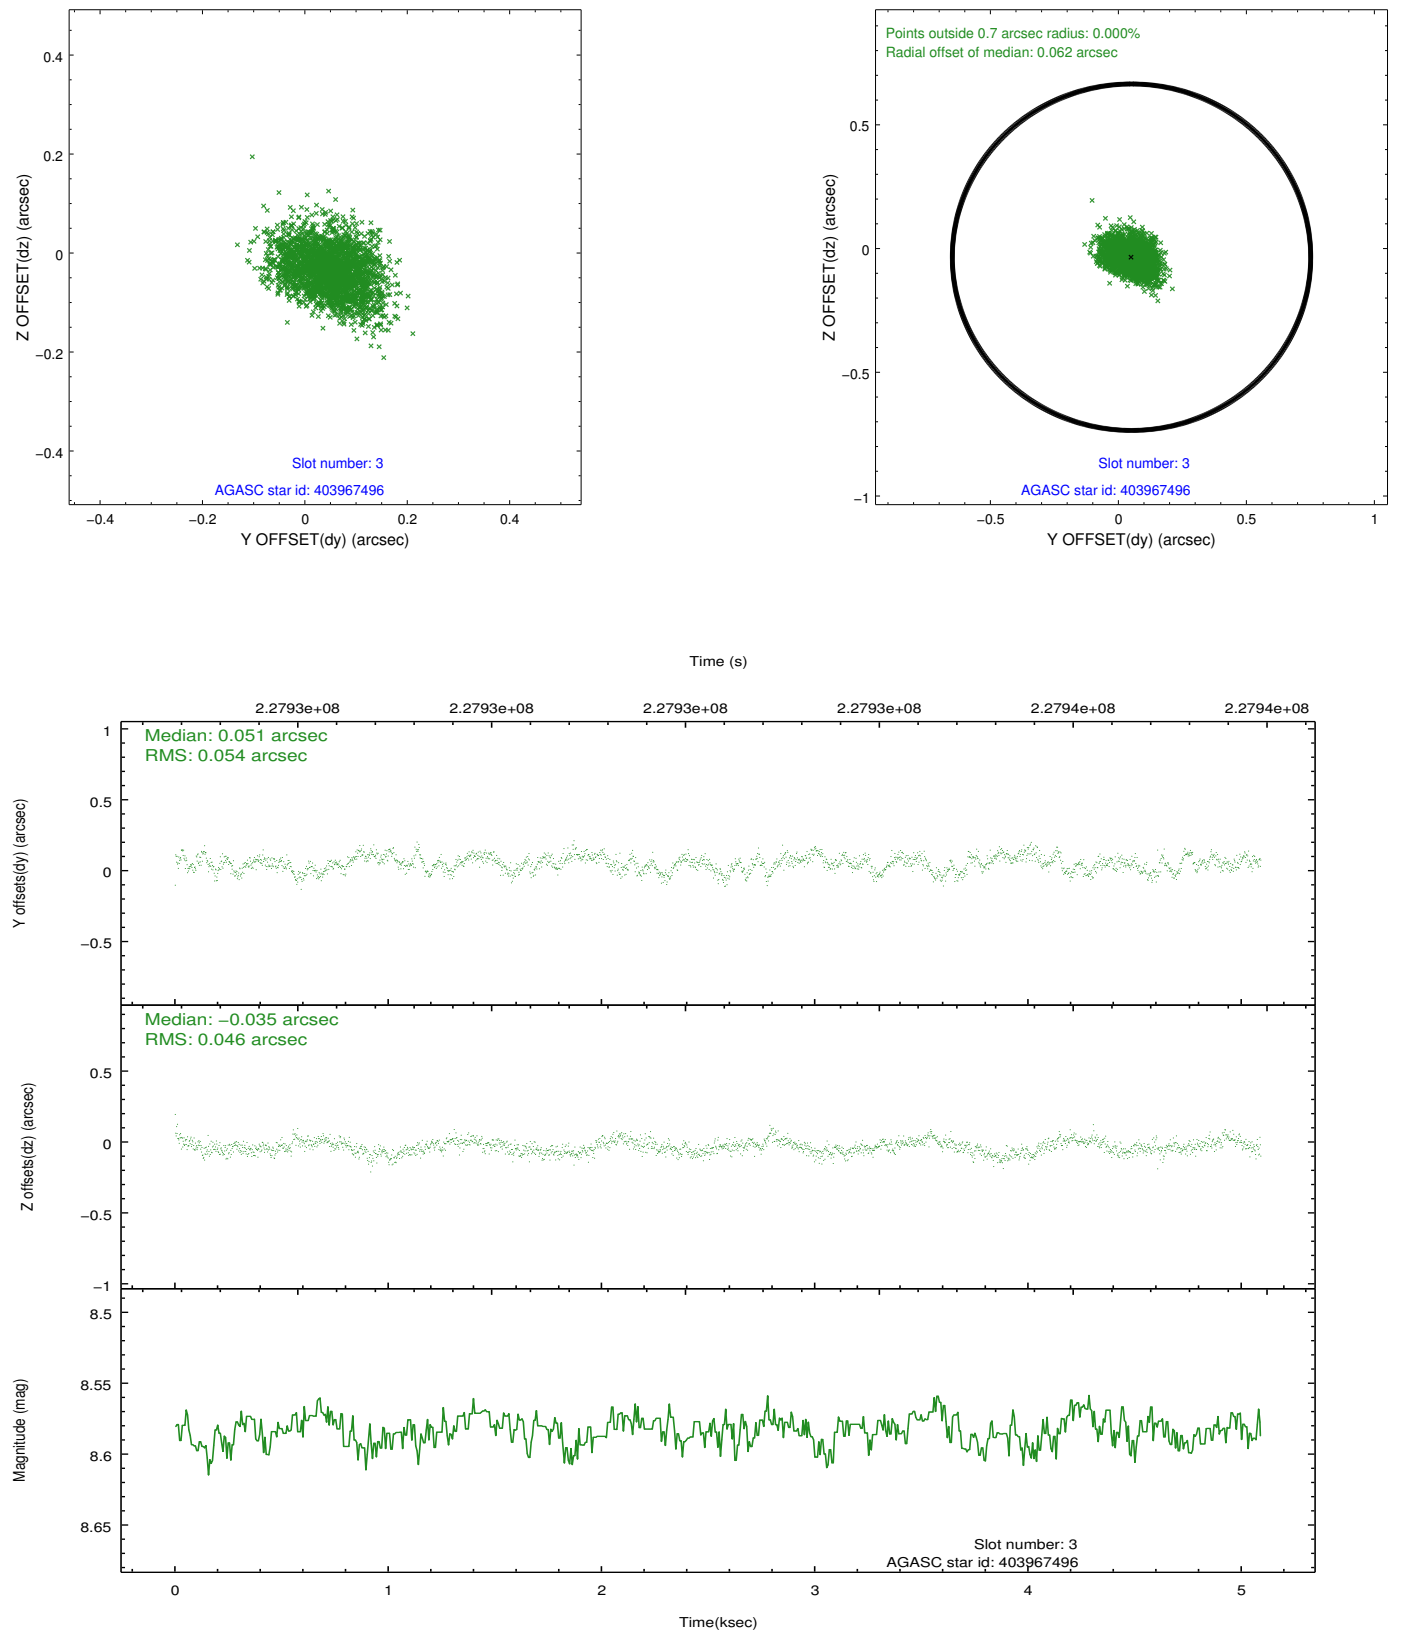 0.4
0.2
0
−0.2
−0.4
Z OFFSET(dz) (arcsec)
Slot number: 3
AGASC star id: 403967496
−0.4 −0.2 0 0.2 0.4
Y OFFSET(dy) (arcsec)
Points outside 0.7 arcsec radius: 0.000%
Radial offset of median: 0.062 arcsec
0.5
0
−0.5
−1
Z OFFSET(dz) (arcsec)
Slot number: 3
AGASC star id: 403967496
−0.5 0 0.5 1
Y OFFSET(dy) (arcsec)
Time (s)
2.2793e+08 2.2793e+08 2.2793e+08 2.2793e+08 2.2794e+08 2.2794e+08
Median: 0.051 arcsec
RMS: 0.054 arcsec
1
0.5
0
−0.5
Y offsets(dy) (arcsec)
Median: −0.035 arcsec
RMS: 0.046 arcsec
0.5
0
−0.5
−1
Z offsets(dz) (arcsec)
8.5
8.55
8.6
8.65
Magnitude (mag)
Slot number: 3
AGASC star id: 403967496
0 1 2 3 4 5
Time(ksec)